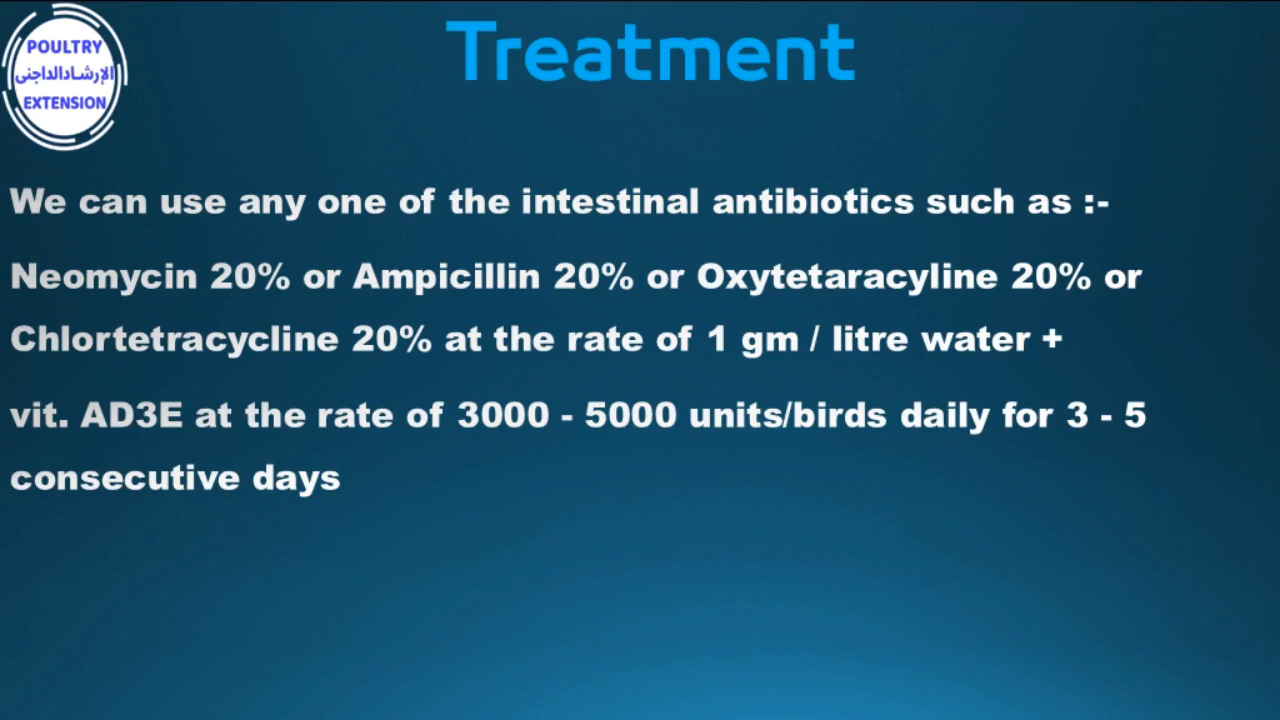 POULTRY
الإرشادالداجنى
EXTENSION
Treatment
We can use any one of the intestinal antibiotics such as :-
Neomycin 20% or Ampicillin 20% or Oxytetaracyline 20% or
Chlortetracycline 20% at the rate of 1 gm / litre water +
vit. AD3E at the rate of 3000 - 5000 units/birds daily for 3 - 5
consecutive days